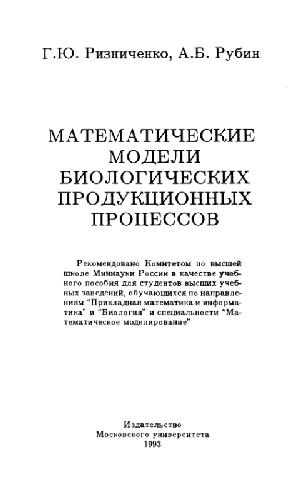 Г.Ю. Ризниченко, А.Б. Рубин
МАТЕМАТИЧЕСКИЕ
МОДЕЛИ
БИОЛОГИЧЕСКИХ
ПРОДУКЦИОННЫХ
ПРОЦЕССОВ
Рекомендовано Комитетом по высшей
школе Миннауки России в качестве учеб-
ного пособия для студентов высших учеб-
ных заведений, обучающихся по направле-
ниям "Прикладная математика и информа-
тика" и "Биология" и специальности "Ма-
тематическое моделирование"
Издательство
Московского университета
1993